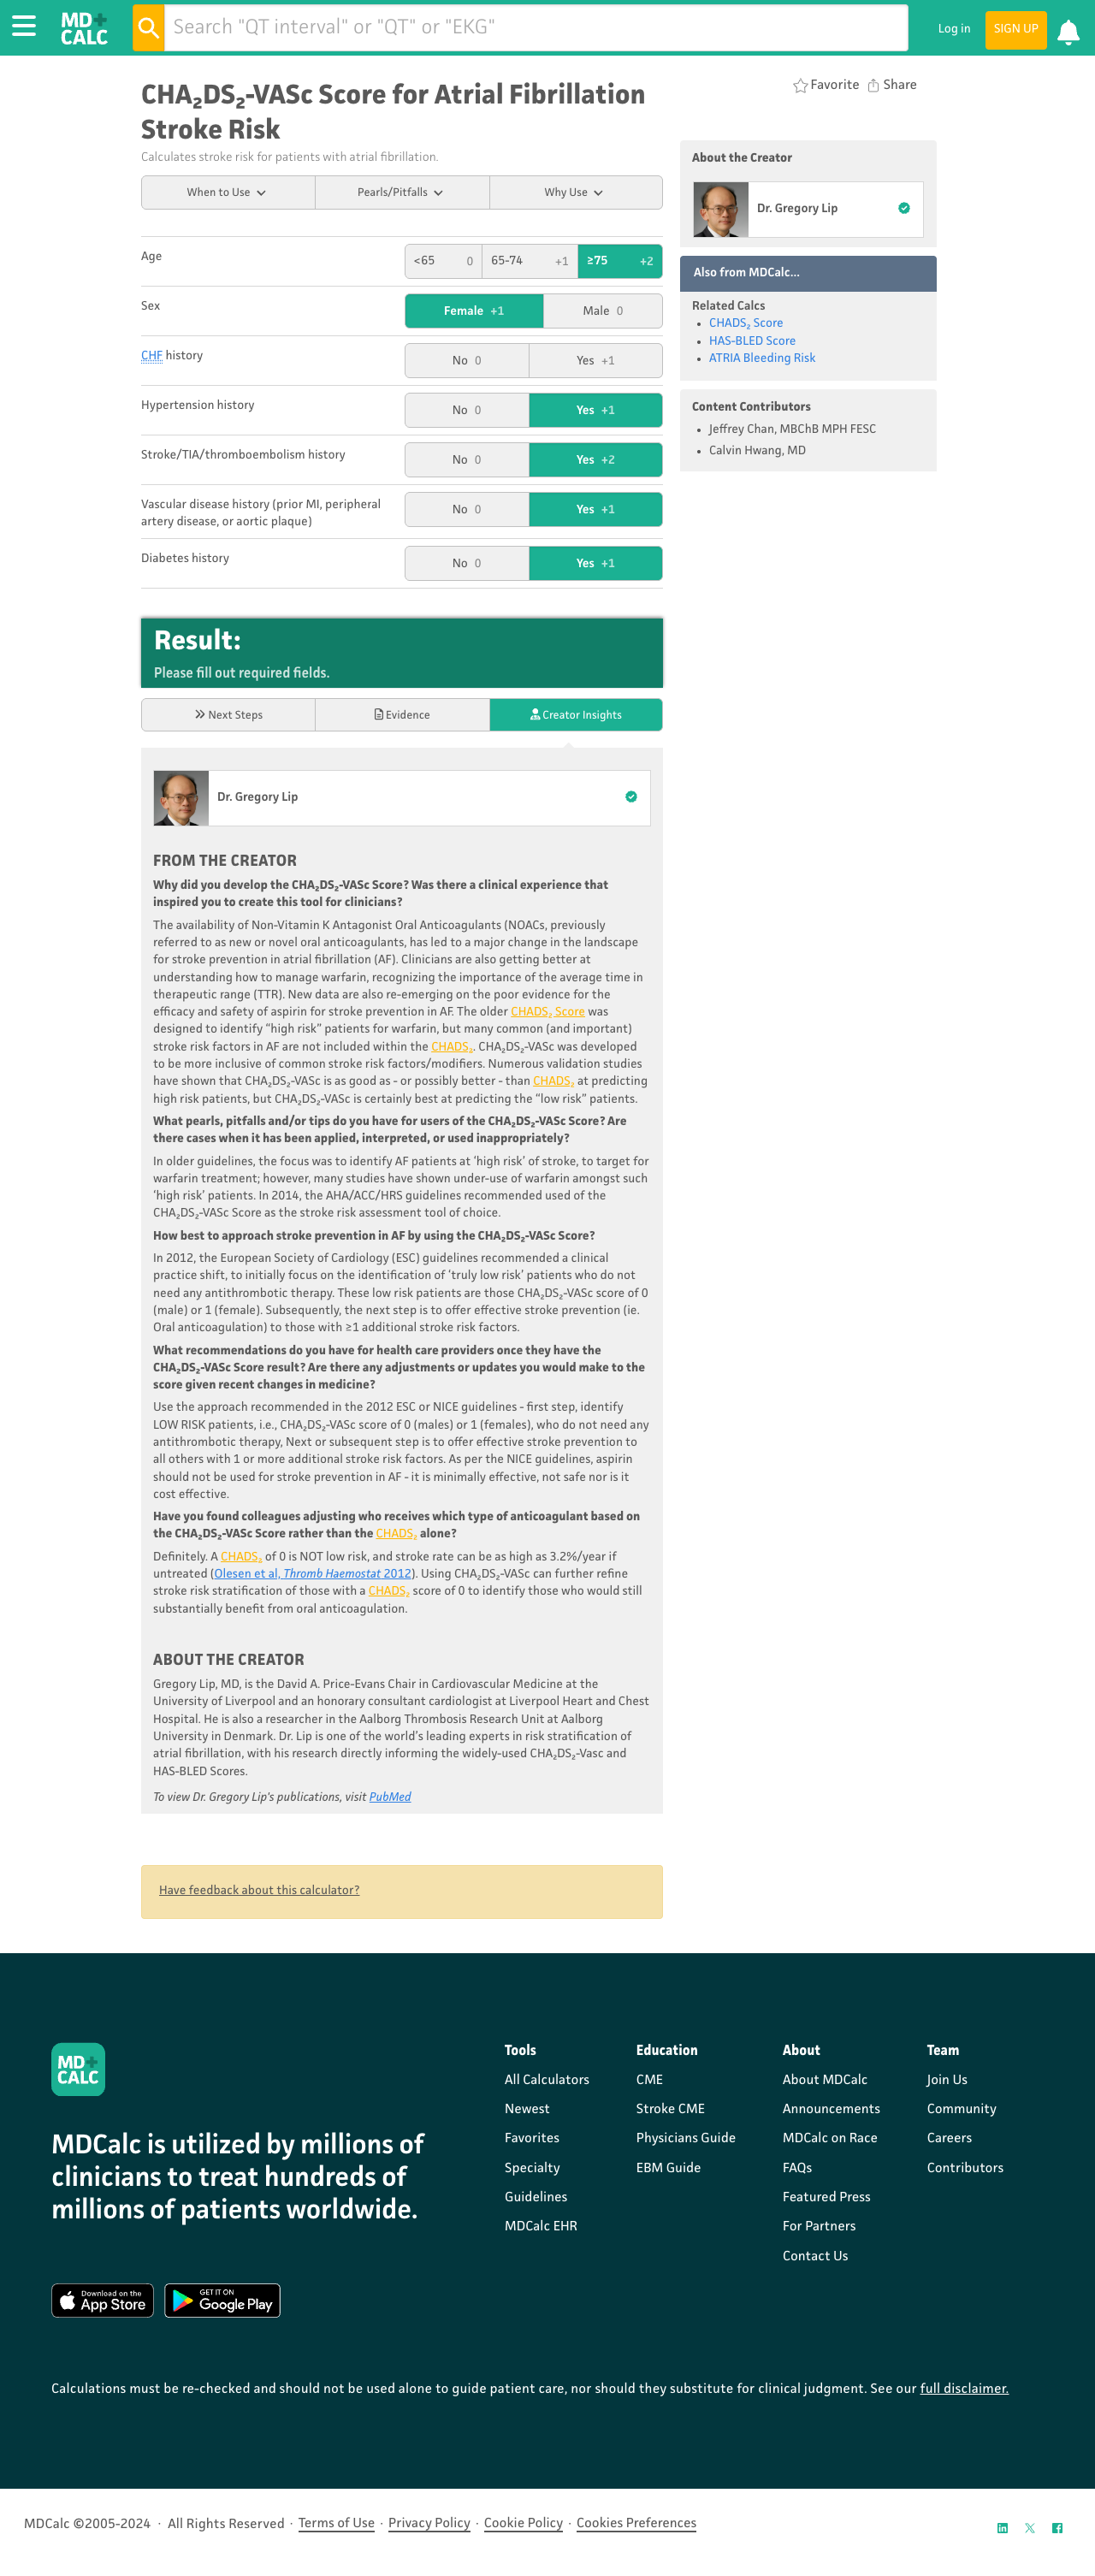 MD+
CALC
Search "QT interval" or "QT" or "EKG"
Log in
SIGN UP
CHA₂DS₂-VASc Score for Atrial Fibrillation
Stroke Risk
Calculates stroke risk for patients with atrial fibrillation.
Favorite Share
When to Use Pearls/Pitfalls Why Use
Age <65 0 65-74 +1 ≥75 +2
Sex Female +1 Male 0
CHF history No 0 Yes +1
Hypertension history No 0 Yes +1
Stroke/TIA/thromboembolism history No 0 Yes +2
Vascular disease history (prior MI, peripheral
artery disease, or aortic plaque) No 0 Yes +1
Diabetes history No 0 Yes +1
About the Creator
Dr. Gregory Lip
Also from MDCalc...
Related Calcs
• CHADS₂ Score
• HAS-BLED Score
• ATRIA Bleeding Risk
Content Contributors
• Jeffrey Chan, MBChB MPH FESC
• Calvin Hwang, MD
Result:
Please fill out required fields.
Next Steps Evidence Creator Insights
Dr. Gregory Lip
FROM THE CREATOR
Why did you develop the CHA₂DS₂-VASc Score? Was there a clinical experience that
inspired you to create this tool for clinicians?
The availability of Non-Vitamin K Antagonist Oral Anticoagulants (NOACs, previously
referred to as new or novel oral anticoagulants, has led to a major change in the landscape
for stroke prevention in atrial fibrillation (AF). Clinicians are also getting better at
understanding how to manage warfarin, recognizing the importance of the average time in
therapeutic range (TTR). New data are also re-emerging on the poor evidence for the
efficacy and safety of aspirin for stroke prevention in AF. The older CHADS₂ Score was
designed to identify “high risk” patients for warfarin, but many common (and important)
stroke risk factors in AF are not included within the CHADS₂. CHA₂DS₂-VASc was developed
to be more inclusive of common stroke risk factors/modifiers. Numerous validation studies
have shown that CHA₂DS₂-VASc is as good as - or possibly better - than CHADS₂ at predicting
high risk patients, but CHA₂DS₂-VASc is certainly best at predicting the “low risk” patients.
What pearls, pitfalls and/or tips do you have for users of the CHA₂DS₂-VASc Score? Are
there cases when it has been applied, interpreted, or used inappropriately?
In older guidelines, the focus was to identify AF patients at ‘high risk’ of stroke, to target for
warfarin treatment; however, many studies have shown under-use of warfarin amongst such
‘high risk’ patients. In 2014, the AHA/ACC/HRS guidelines recommended used of the
CHA₂DS₂-VASc Score as the stroke risk assessment tool of choice.
How best to approach stroke prevention in AF by using the CHA₂DS₂-VASc Score?
In 2012, the European Society of Cardiology (ESC) guidelines recommended a clinical
practice shift, to initially focus on the identification of ‘truly low risk’ patients who do not
need any antithrombotic therapy. These low risk patients are those CHA₂DS₂-VASc score of 0
(male) or 1 (female). Subsequently, the next step is to offer effective stroke prevention (ie.
Oral anticoagulation) to those with ≥1 additional stroke risk factors.
What recommendations do you have for health care providers once they have the
CHA₂DS₂-VASc Score result? Are there any adjustments or updates you would make to the
score given recent changes in medicine?
Use the approach recommended in the 2012 ESC or NICE guidelines - first step, identify
LOW RISK patients, i.e., CHA₂DS₂-VASc score of 0 (males) or 1 (females), who do not need any
antithrombotic therapy, Next or subsequent step is to offer effective stroke prevention to
all others with 1 or more additional stroke risk factors. As per the NICE guidelines, aspirin
should not be used for stroke prevention in AF - it is minimally effective, not safe nor is it
cost effective.
Have you found colleagues adjusting who receives which type of anticoagulant based on
the CHA₂DS₂-VASc Score rather than the CHADS₂ alone?
Definitely. A CHADS₂ of 0 is NOT low risk, and stroke rate can be as high as 3.2%/year if
untreated (Olesen et al, Thromb Haemostat 2012). Using CHA₂DS₂-VASc can further refine
stroke risk stratification of those with a CHADS₂ score of 0 to identify those who would still
substantially benefit from oral anticoagulation.
ABOUT THE CREATOR
Gregory Lip, MD, is the David A. Price-Evans Chair in Cardiovascular Medicine at the
University of Liverpool and an honorary consultant cardiologist at Liverpool Heart and Chest
Hospital. He is also a researcher in the Aalborg Thrombosis Research Unit at Aalborg
University in Denmark. Dr. Lip is one of the world’s leading experts in risk stratification of
atrial fibrillation, with his research directly informing the widely-used CHA₂DS₂-Vasc and
HAS-BLED Scores.
To view Dr. Gregory Lip's publications, visit PubMed
Have feedback about this calculator?
MD+
CALC
MDCalc is utilized by millions of
clinicians to treat hundreds of
millions of patients worldwide.
Download on the
App Store
GET IT ON
Google Play
Tools
All Calculators
Newest
Favorites
Specialty
Guidelines
MDCalc EHR
Education
CME
Stroke CME
Physicians Guide
EBM Guide
About
About MDCalc
Announcements
MDCalc on Race
FAQs
Featured Press
For Partners
Contact Us
Team
Join Us
Community
Careers
Contributors
Calculations must be re-checked and should not be used alone to guide patient care, nor should they substitute for clinical judgment. See our full disclaimer.
MDCalc ©2005-2024 · All Rights Reserved · Terms of Use · Privacy Policy · Cookie Policy · Cookies Preferences